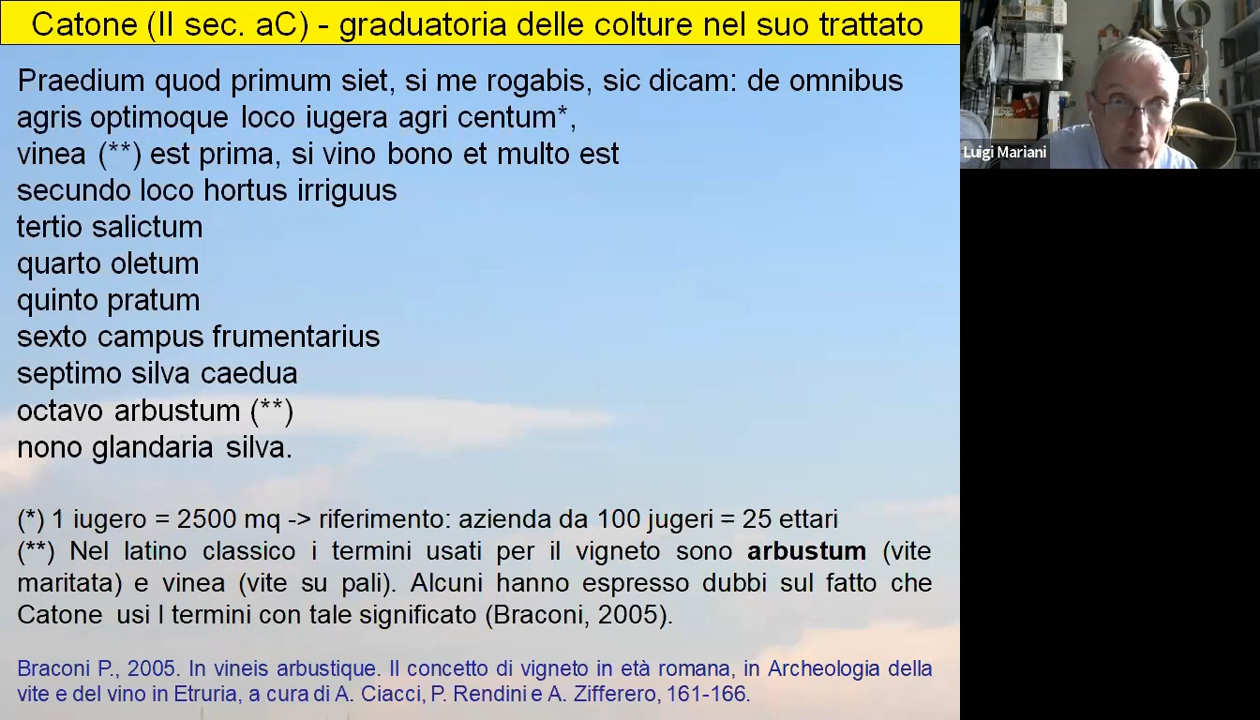 Catone (II sec. aC) - graduatoria delle colture nel suo trattato
Praedium quod primum siet, si me rogabis, sic dicam: de omnibus
agris optimoque loco iugera agri centum*,
vinea (**) est prima, si vino bono et multo est
secundo loco hortus irriguus
tertio salictum
quarto oletum
quinto pratum
sexto campus frumentarius
septimo silva caedua
octavo arbustum (**)
nono glandaria silva.
(*) 1 iugero = 2500 mq -> riferimento: azienda da 100 jugeri = 25 ettari
(**) Nel latino classico i termini usati per il vigneto sono arbustum (vite
maritata) e vinea (vite su pali). Alcuni hanno espresso dubbi sul fatto che
Catone usi I termini con tale significato (Braconi, 2005).
Braconi P., 2005. In vineis arbustique. Il concetto di vigneto in età romana, in Archeologia della
vite e del vino in Etruria, a cura di A. Ciacci, P. Rendini e A. Zifferero, 161-166.
Luigi Mariani